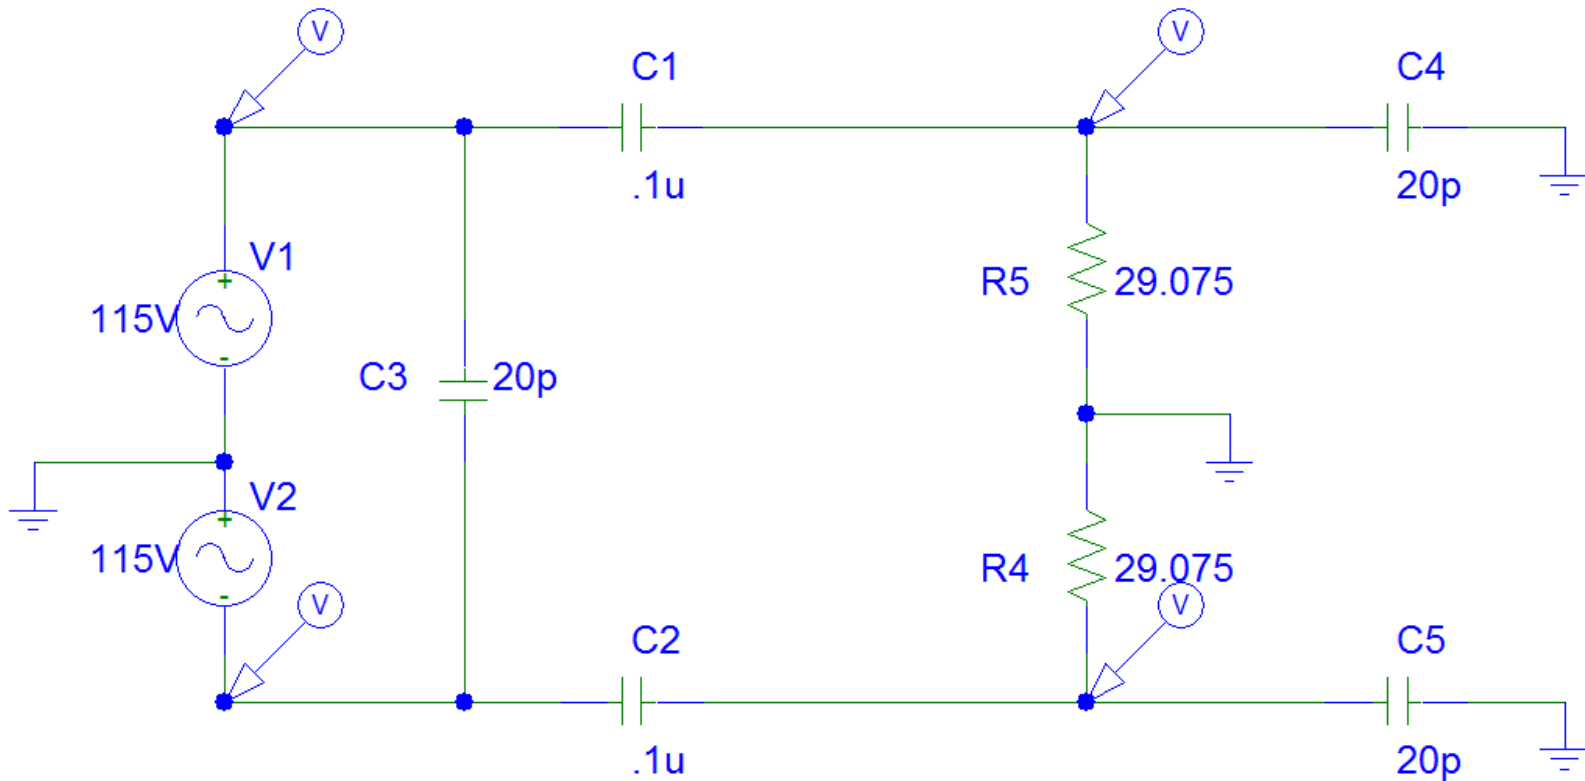 V
V
C1
C4
.1u
20p
V1
+
115V
-
R5
29.075
C3
20p
V2
+
115V
-
R4
29.075
V
V
C2
C5
.1u
20p